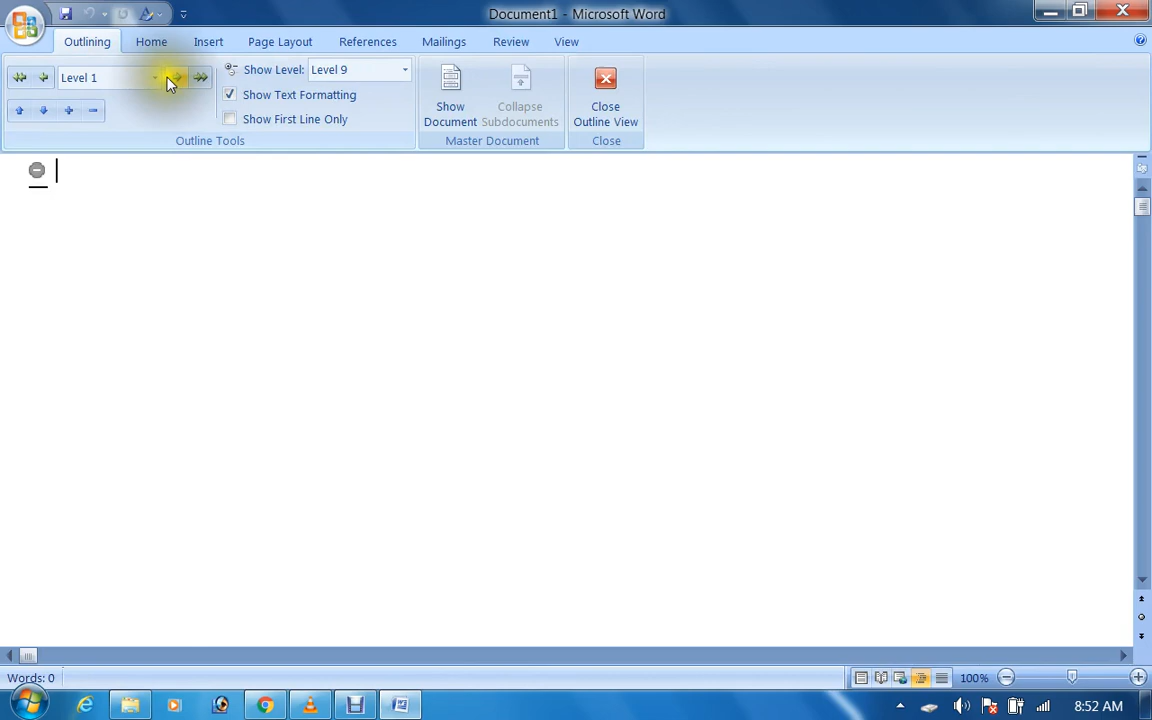 Document1 - Microsoft Word
Outlining Home Insert Page Layout References Mailings Review View
Level 1
Show Level: Level 9
Show Text Formatting
Show First Line Only
Outline Tools
Show Document
Collapse Subdocuments
Master Document
Close Outline View
Close
Words: 0
100%
8:52 AM